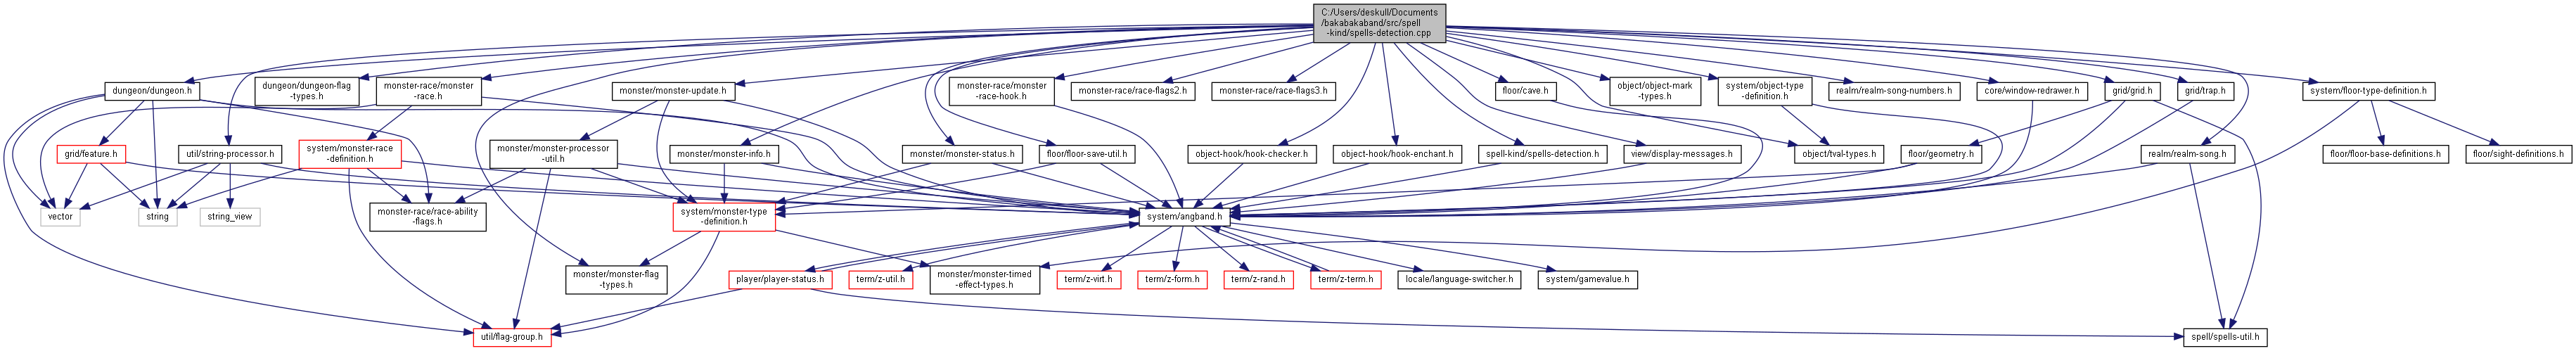 C:/Users/deskull/Documents
/bakabakaband/src/spell
-kind/spells-detection.cpp
dungeon/dungeon.h
dungeon/dungeon-flag
-types.h
monster-race/monster
-race.h
monster/monster-update.h
monster-race/monster
-race-hook.h
monster-race/race-flags2.h
monster-race/race-flags3.h
floor/cave.h
object/object-mark
-types.h
system/object-type
-definition.h
realm/realm-song-numbers.h
core/window-redrawer.h
grid/grid.h
grid/trap.h
system/floor-type-definition.h
grid/feature.h
util/string-processor.h
system/monster-race
-definition.h
monster/monster-processor
-util.h
monster/monster-info.h
monster/monster-status.h
floor/floor-save-util.h
object-hook/hook-checker.h
object-hook/hook-enchant.h
spell-kind/spells-detection.h
view/display-messages.h
object/tval-types.h
floor/geometry.h
realm/realm-song.h
floor/floor-base-definitions.h
floor/sight-definitions.h
vector
string
string_view
monster-race/race-ability
-flags.h
system/monster-type
-definition.h
system/angband.h
monster/monster-flag
-types.h
player/player-status.h
term/z-util.h
monster/monster-timed
-effect-types.h
term/z-virt.h
term/z-form.h
term/z-rand.h
term/z-term.h
locale/language-switcher.h
system/gamevalue.h
util/flag-group.h
spell/spells-util.h